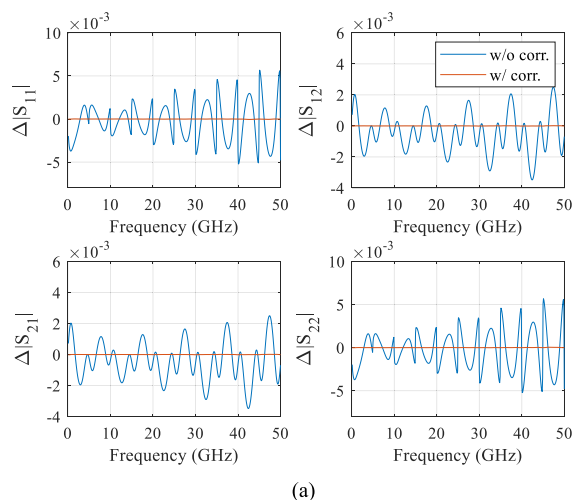 ×10⁻³ ×10⁻³
10 6
w/o corr.
5 4
w/ corr.
Δ|S₁₁| 0 Δ|S₁₂| 2
0
-5 -2
-4
0 10 20 30 40 50 0 10 20 30 40 50
Frequency (GHz) Frequency (GHz)
×10⁻³ ×10⁻³
6 10
4
5
2
Δ|S₂₁| 0 Δ|S₂₂| 0
-2 -5
-4
0 10 20 30 40 50 0 10 20 30 40 50
Frequency (GHz) Frequency (GHz)
(a)